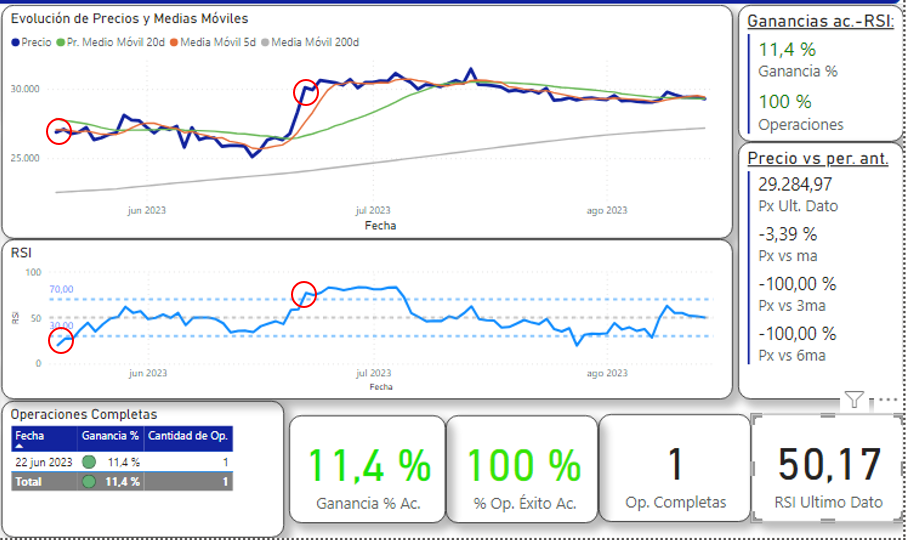 Evolución de Precios y Medias Móviles
Precio Pr. Medio Móvil 20d Media Móvil 5d Media Móvil 200d
30.000
25.000
jun 2023 jul 2023 ago 2023
Fecha
RSI
100
70,00
50
30,00
0
RSI
jun 2023 jul 2023 ago 2023
Fecha
Ganancias ac.-RSI:
11,4 %
Ganancia %
100 %
Operaciones
Precio vs per. ant.
29.284,97
Px Ult. Dato
-3,39 %
Px vs ma
-100,00 %
Px vs 3ma
-100,00 %
Px vs 6ma
Operaciones Completas
Fecha Ganancia % Cantidad de Op.
22 jun 2023 11,4 % 1
Total 11,4 % 1
11,4 %
Ganancia % Ac.
100 %
% Op. Éxito Ac.
1
Op. Completas
50,17
RSI Ultimo Dato